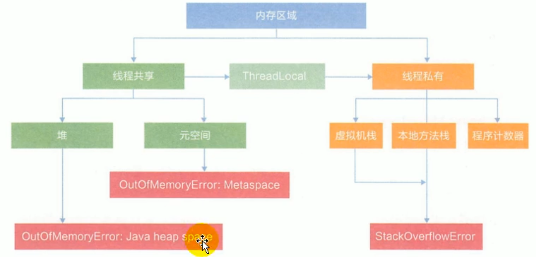 内存区域
线程共享
ThreadLocal
线程私有
堆
元空间
虚拟机栈
本地方法栈
程序计数器
OutOfMemoryError: Metaspace
OutOfMemoryError: Java heap space
StackOverflowError